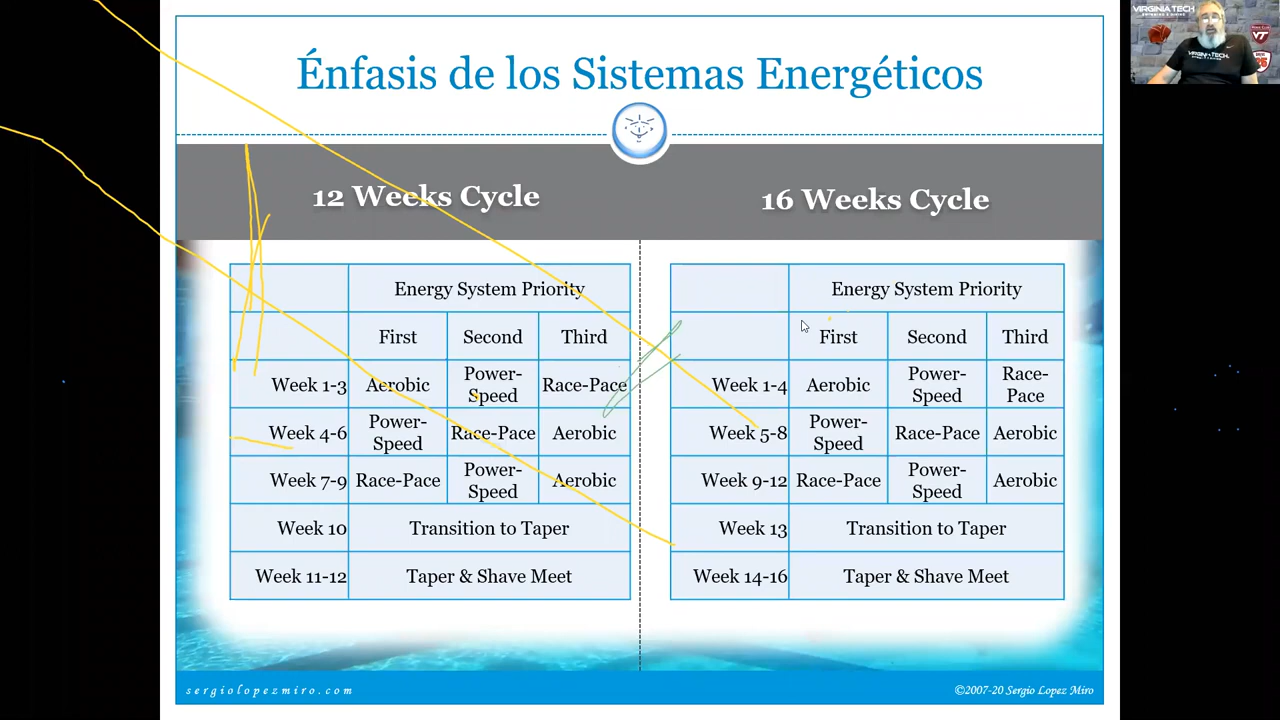 VIRGINIA TECH
Énfasis de los Sistemas Energéticos
12 Weeks Cycle
16 Weeks Cycle
Energy System Priority
First Second Third
Week 1-3 Aerobic Power-Speed Race-Pace
Week 4-6 Power-Speed Race-Pace Aerobic
Week 7-9 Race-Pace Power-Speed Aerobic
Week 10 Transition to Taper
Week 11-12 Taper & Shave Meet
Energy System Priority
First Second Third
Week 1-4 Aerobic Power-Speed Race-Pace
Week 5-8 Power-Speed Race-Pace Aerobic
Week 9-12 Race-Pace Power-Speed Aerobic
Week 13 Transition to Taper
Week 14-16 Taper & Shave Meet
sergiolopezmiro.com
©2007-20 Sergio Lopez Miro